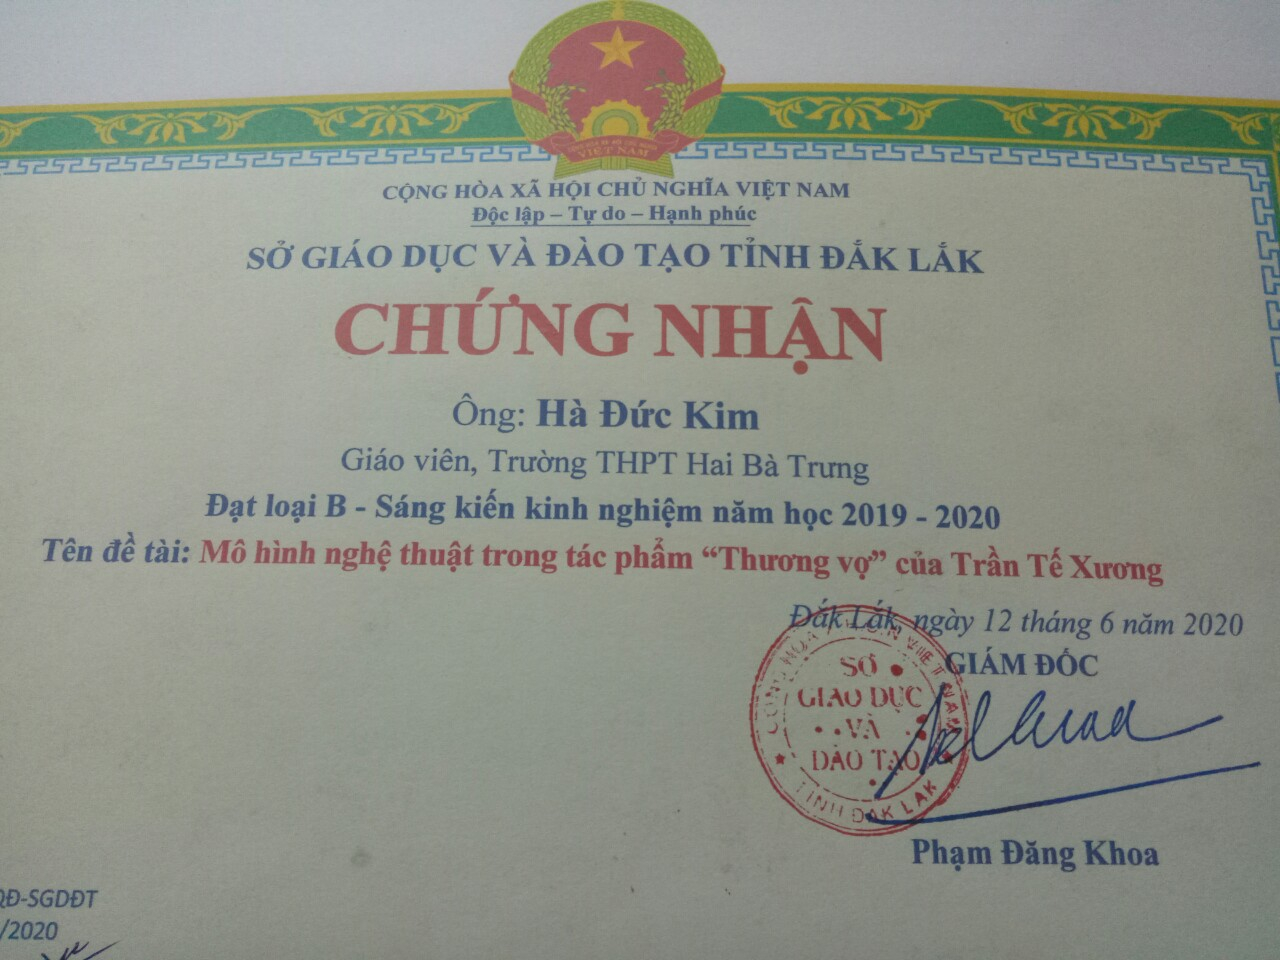 VIỆT NAM
CỘNG HÒA XÃ HỘI CHỦ NGHĨA VIỆT NAM
Độc lập – Tự do – Hạnh phúc
SỞ GIÁO DỤC VÀ ĐÀO TẠO TỈNH ĐẮK LẮK
CHỨNG NHẬN
Ông: Hà Đức Kim
Giáo viên, Trường THPT Hai Bà Trưng
Đạt loại B - Sáng kiến kinh nghiệm năm học 2019 - 2020
Tên đề tài: Mô hình nghệ thuật trong tác phẩm “Thương vợ” của Trần Tế Xương
Đắk Lắk, ngày 12 tháng 6 năm 2020
GIÁM ĐỐC
SỞ
GIÁO DỤC
VÀ
ĐÀO TẠO
TỈNH ĐẮK LẮK
Phạm Đăng Khoa
QĐ-SGDĐT
/2020